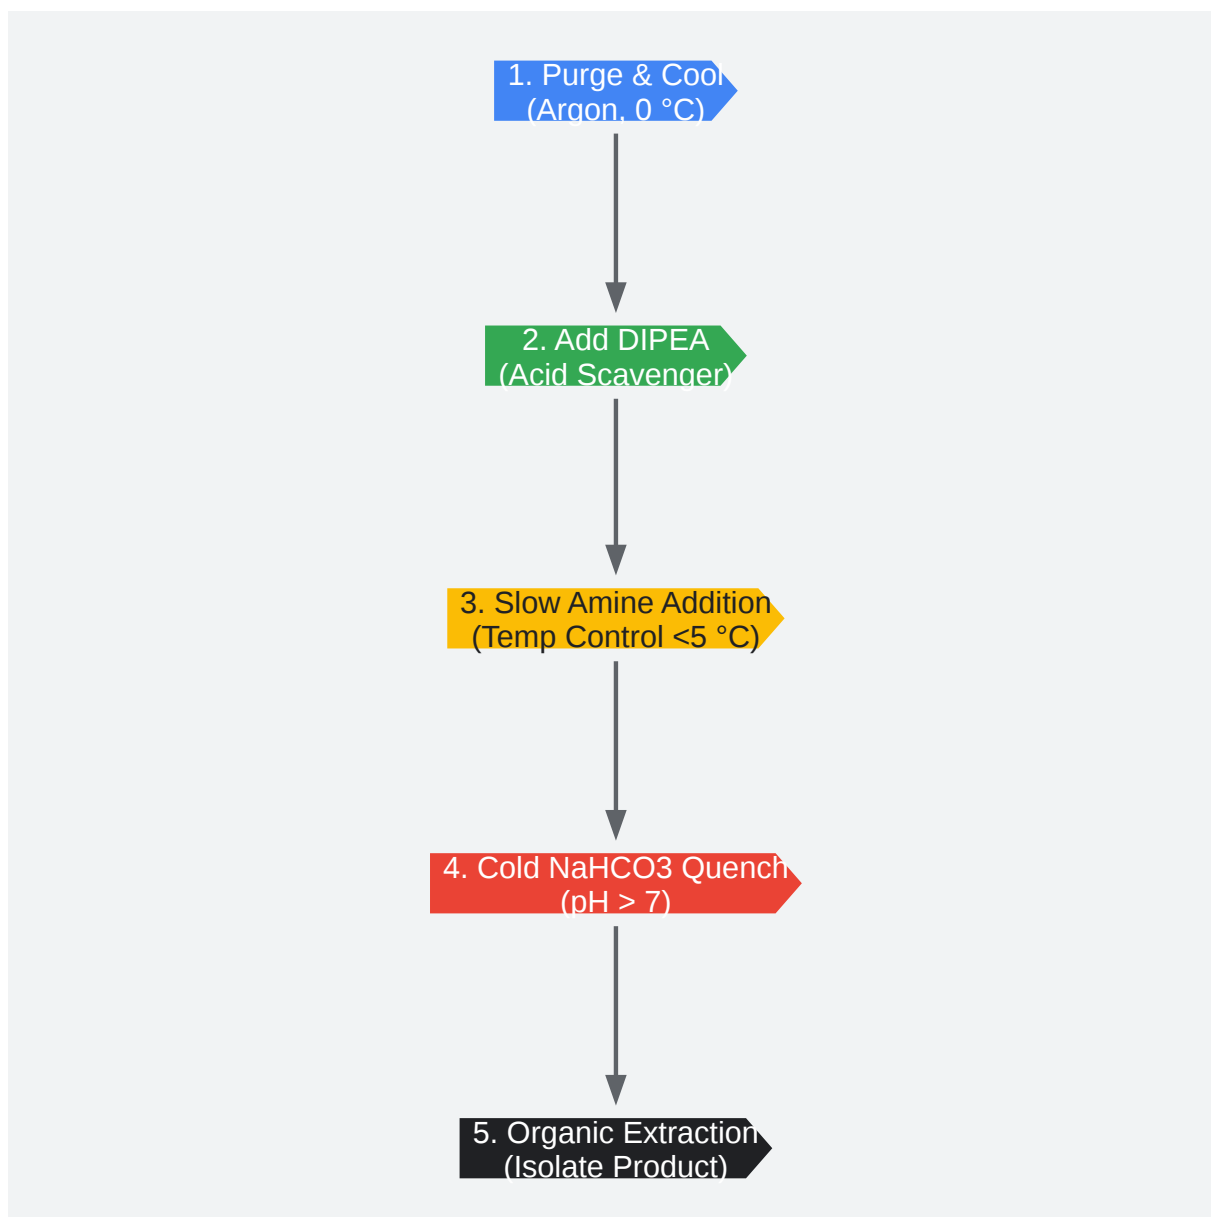 1. Purge & Cool
(Argon, 0 °C)
2. Add DIPEA
(Acid Scavenger)
3. Slow Amine Addition
(Temp Control <5 °C)
4. Cold NaHCO3 Quench
(pH > 7)
5. Organic Extraction
(Isolate Product)